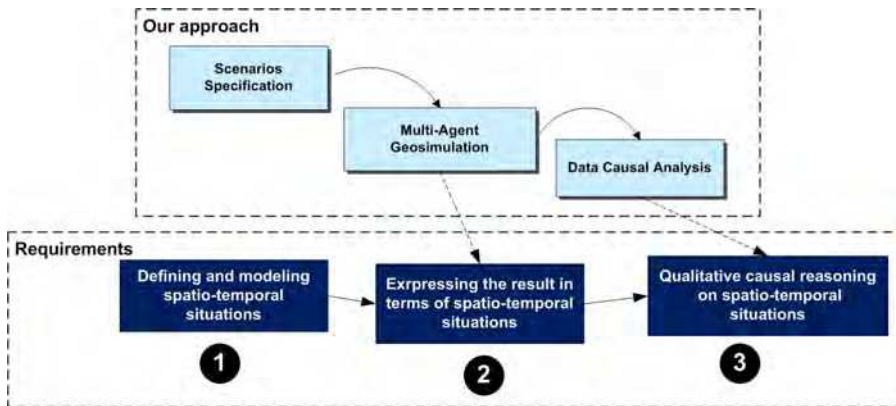 Our approach
Scenarios
Specification
Multi-Agent
Geosimulation
Data Causal Analysis
Requirements
Defining and modeling
spatio-temporal
situations
Exrpressing the result in
terms of spatio-temporal
situations
Qualitative causal reasoning
on spatio-temporal
situations
1
2
3